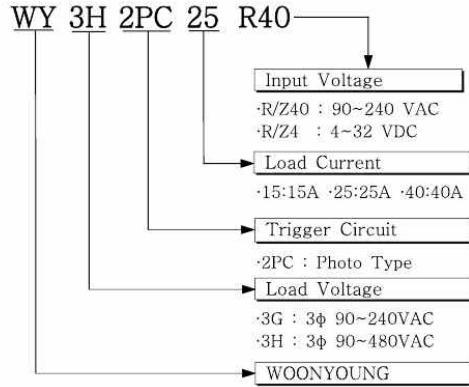 WY 3H 2PC 25 R40
Input Voltage
·R/Z40 : 90~240 VAC
·R/Z4 : 4~32 VDC
Load Current
·15:15A ·25:25A ·40:40A
Trigger Circuit
·2PC : Photo Type
Load Voltage
·3G : 3ϕ 90~240VAC
·3H : 3ϕ 90~480VAC
WOONYOUNG